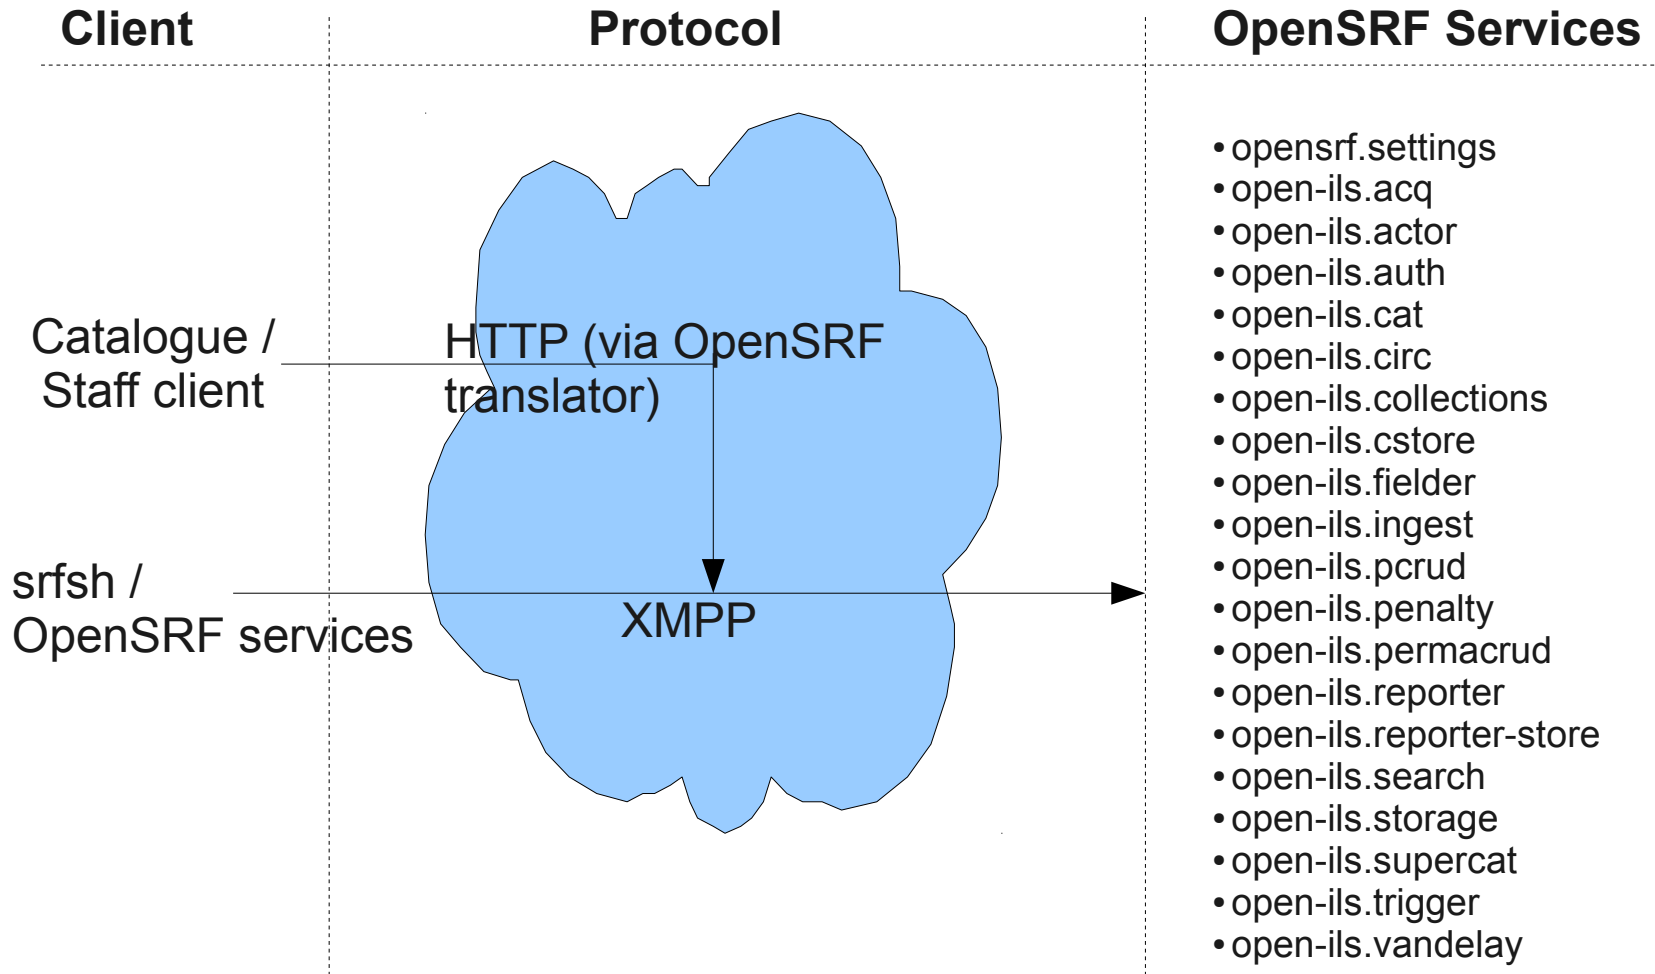 Client
Protocol
OpenSRF Services
Catalogue /
Staff client
HTTP (via OpenSRF
translator)
srfsh /
OpenSRF services
XMPP
•opensrf.settings
•open-ils.acq
•open-ils.actor
•open-ils.auth
•open-ils.cat
•open-ils.circ
•open-ils.collections
•open-ils.cstore
•open-ils.fielder
•open-ils.ingest
•open-ils.pcrud
•open-ils.penalty
•open-ils.permacrud
•open-ils.reporter
•open-ils.reporter-store
•open-ils.search
•open-ils.storage
•open-ils.supercat
•open-ils.trigger
•open-ils.vandelay